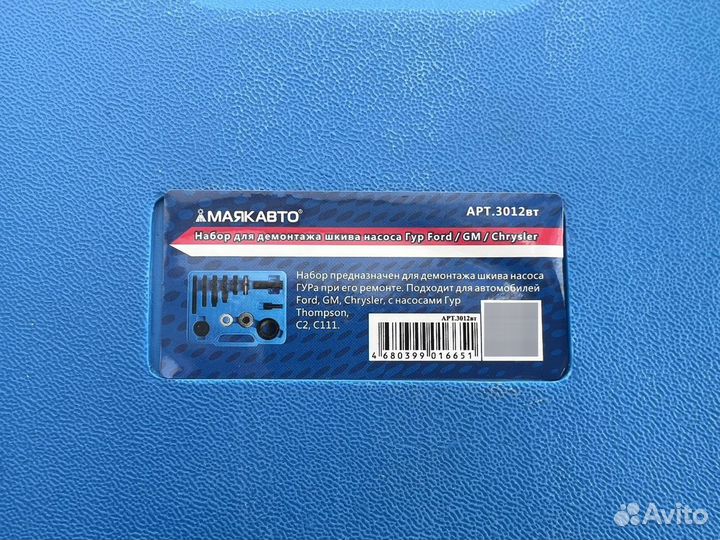 МАЯКАВТО®
АРТ.3012вт
Набор для демонтажа шкива насоса Гур Ford / GM / Chrysler
Набор предназначен для демонтажа шкива насоса
ГУРа при его ремонте. Подходит для автомобилей
Ford, GM, Chrysler, с насосами Гур
Thompson,
C2, C111.
АРТ.3012вт
4 680399 016651
Avito